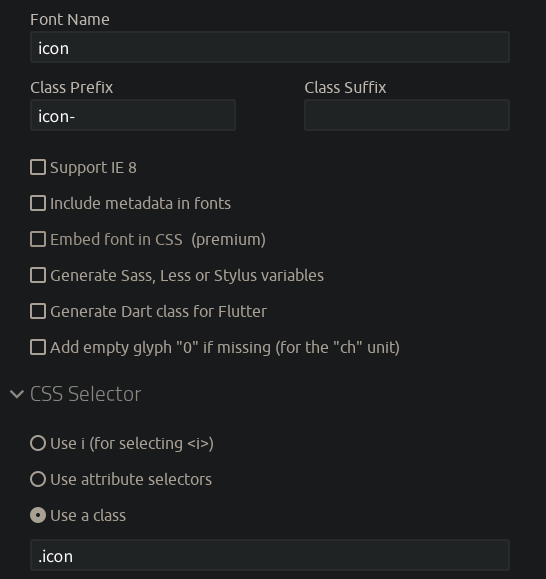 Font Name
icon
Class Prefix Class Suffix
icon-
Support IE 8
Include metadata in fonts
Embed font in CSS (premium)
Generate Sass, Less or Stylus variables
Generate Dart class for Flutter
Add empty glyph "0" if missing (for the "ch" unit)
CSS Selector
Use i (for selecting <i>)
Use attribute selectors
Use a class
.icon